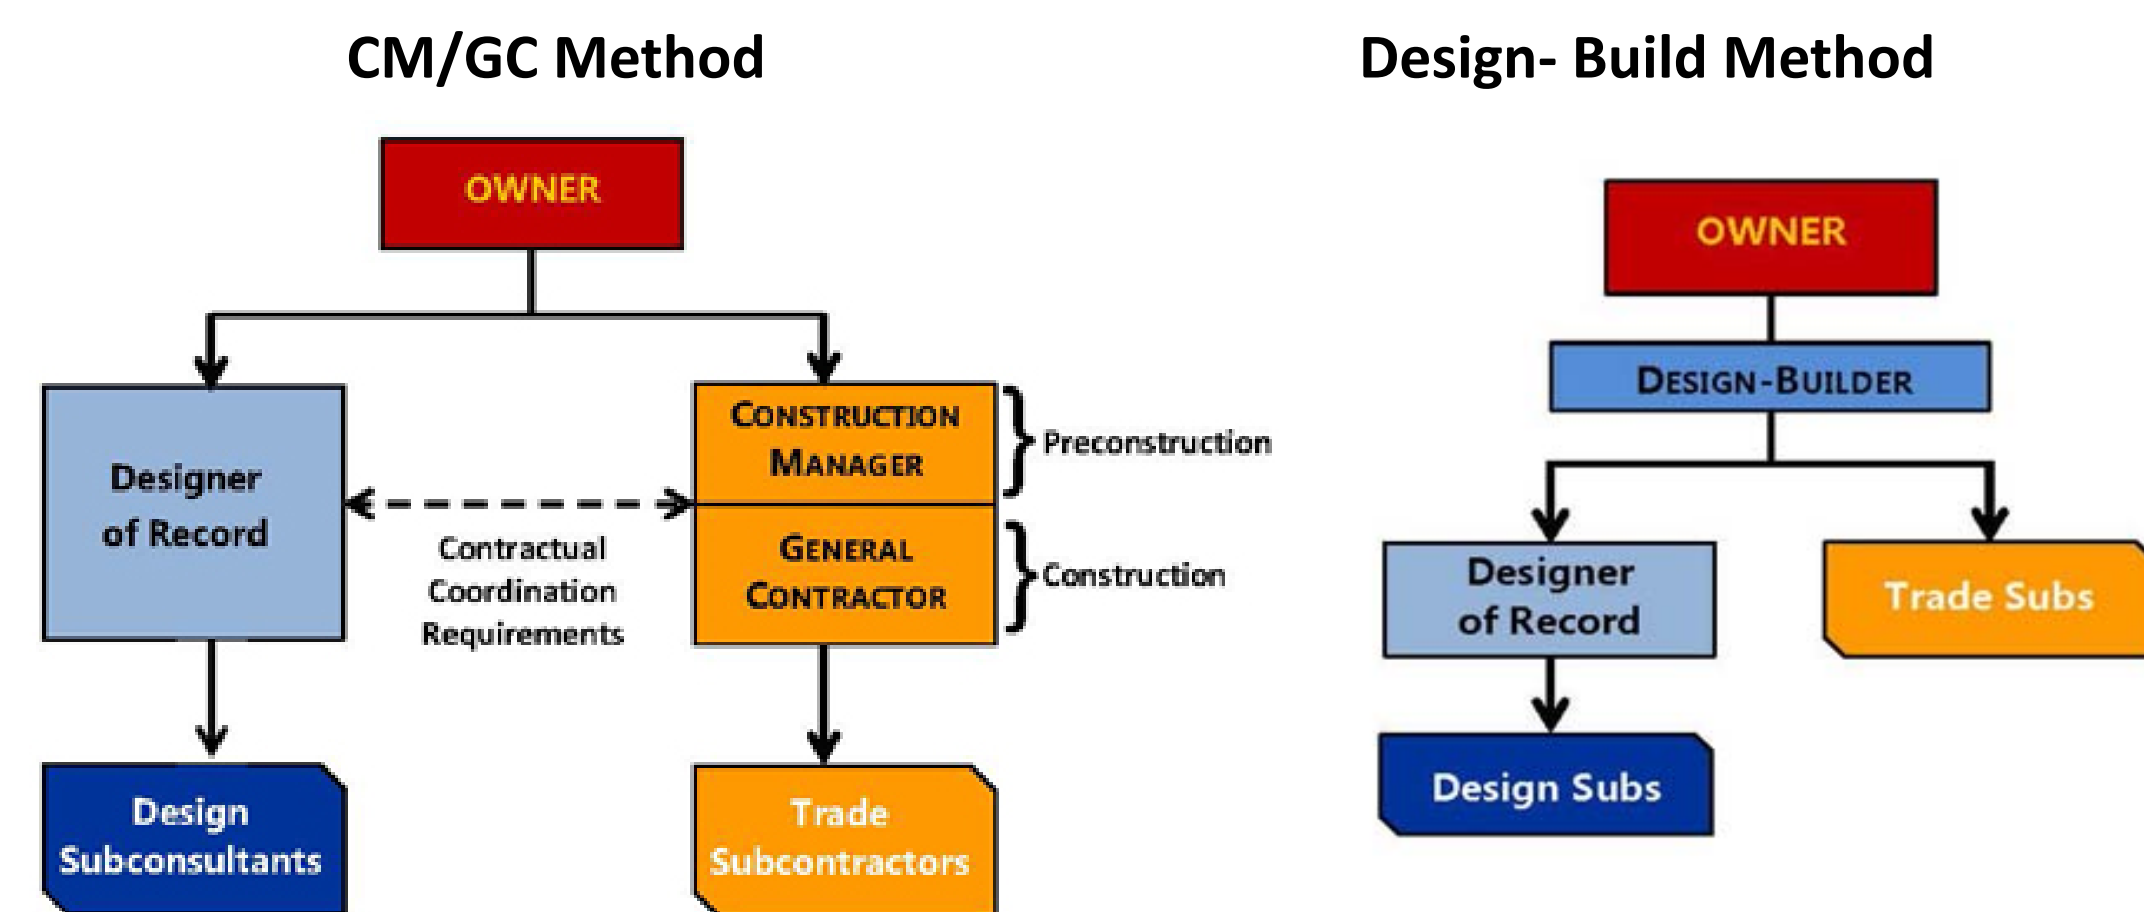 CM/GC Method
OWNER
Designer
of Record
Contractual
Coordination
Requirements
CONSTRUCTION
MANAGER
Preconstruction
GENERAL
CONTRACTOR
Construction
Design
Subconsultants
Trade
Subcontractors
Design- Build Method
OWNER
DESIGN-BUILDER
Designer
of Record
Trade Subs
Design Subs